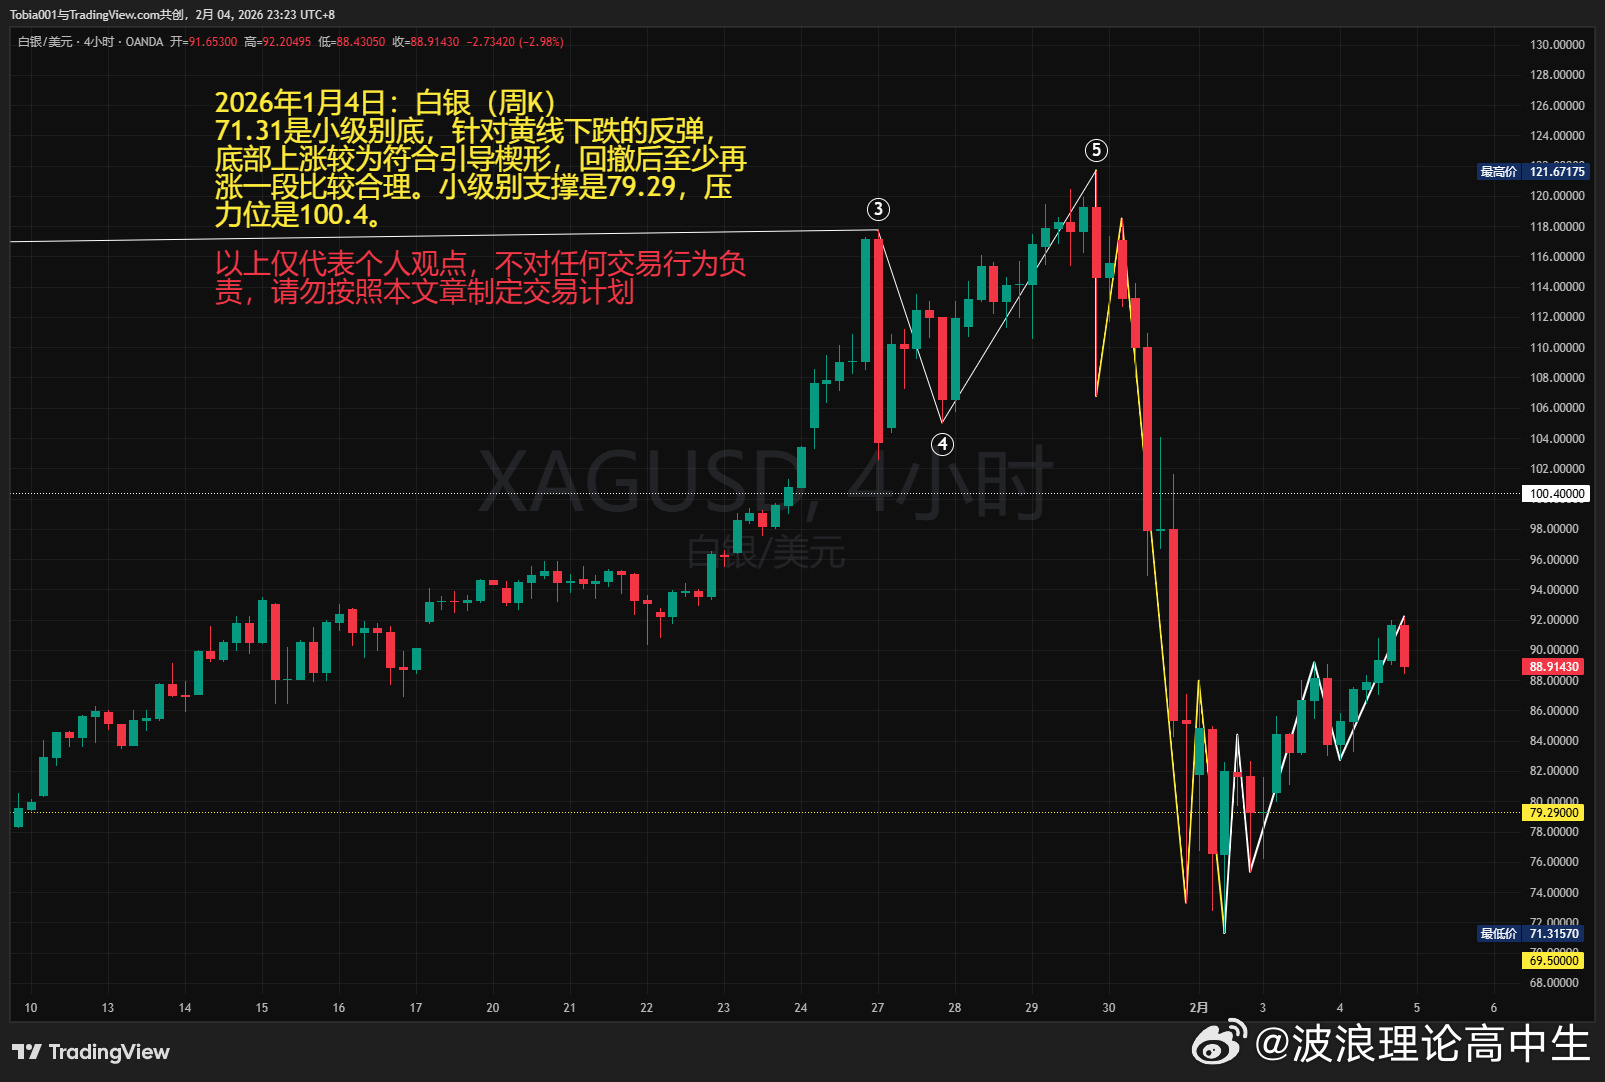 Tobia001与TradingView.com共创，2月 04, 2026 23:23 UTC+8
白银/美元 · 4小时 · OANDA 开=91.65300 高=92.20495 低=88.43050 收=88.91430 −2.73420 (−2.98%)
2026年1月4日：白银（周K）
71.31是小级别底，针对黄线下跌的反弹，
底部上涨较为符合引导楔形，回撤后至少再
涨一段比较合理。小级别支撑是79.29，压
力位是100.4。
以上仅代表个人观点，不对任何交易行为负
责，请勿按照本文章制定交易计划
③
④
⑤
XAGUSD, 4小时
白银/美元
130.00000
128.00000
126.00000
124.00000
最高价 121.67175
120.00000
118.00000
116.00000
114.00000
112.00000
110.00000
108.00000
106.00000
104.00000
102.00000
100.40000
98.00000
96.00000
94.00000
92.00000
90.00000
88.91430
88.00000
86.00000
84.00000
82.00000
80.00000
79.29000
78.00000
76.00000
74.00000
72.00000
最低价 71.31570
70.00000
69.50000
68.00000
10 13 14 15 16 17 20 21 22 23 24 27 28 29 30 2月 3 4 5 6
TradingView
@波浪理论高中生